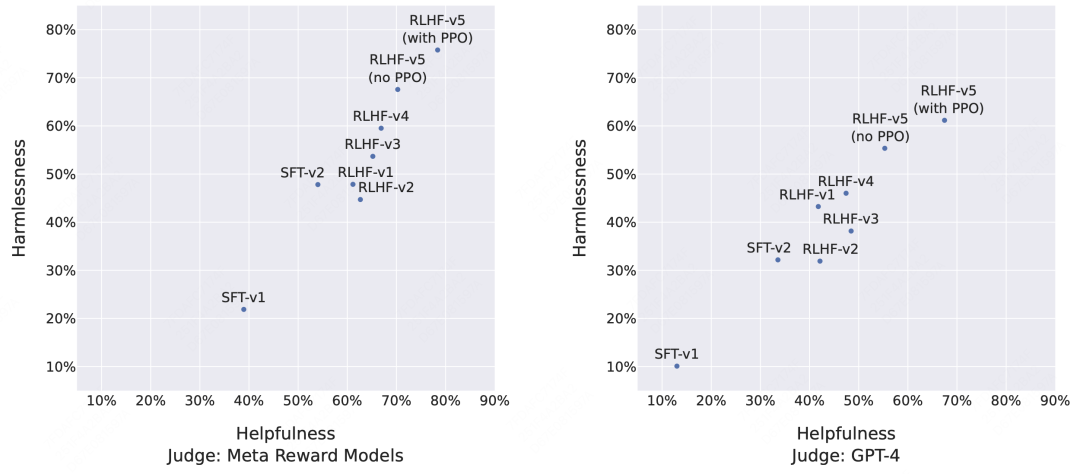 80%
70%
60%
50%
40%
30%
20%
10%
Harmlessness
RLHF-v5
(with PPO)
RLHF-v5
(no PPO)
RLHF-v4
RLHF-v3
SFT-v2
RLHF-v1
RLHF-v2
SFT-v1
10% 20% 30% 40% 50% 60% 70% 80% 90%
Helpfulness
Judge: Meta Reward Models
80%
70%
60%
50%
40%
30%
20%
10%
Harmlessness
RLHF-v5
(with PPO)
RLHF-v5
(no PPO)
RLHF-v4
RLHF-v1
RLHF-v3
SFT-v2
RLHF-v2
SFT-v1
10% 20% 30% 40% 50% 60% 70% 80% 90%
Helpfulness
Judge: GPT-4